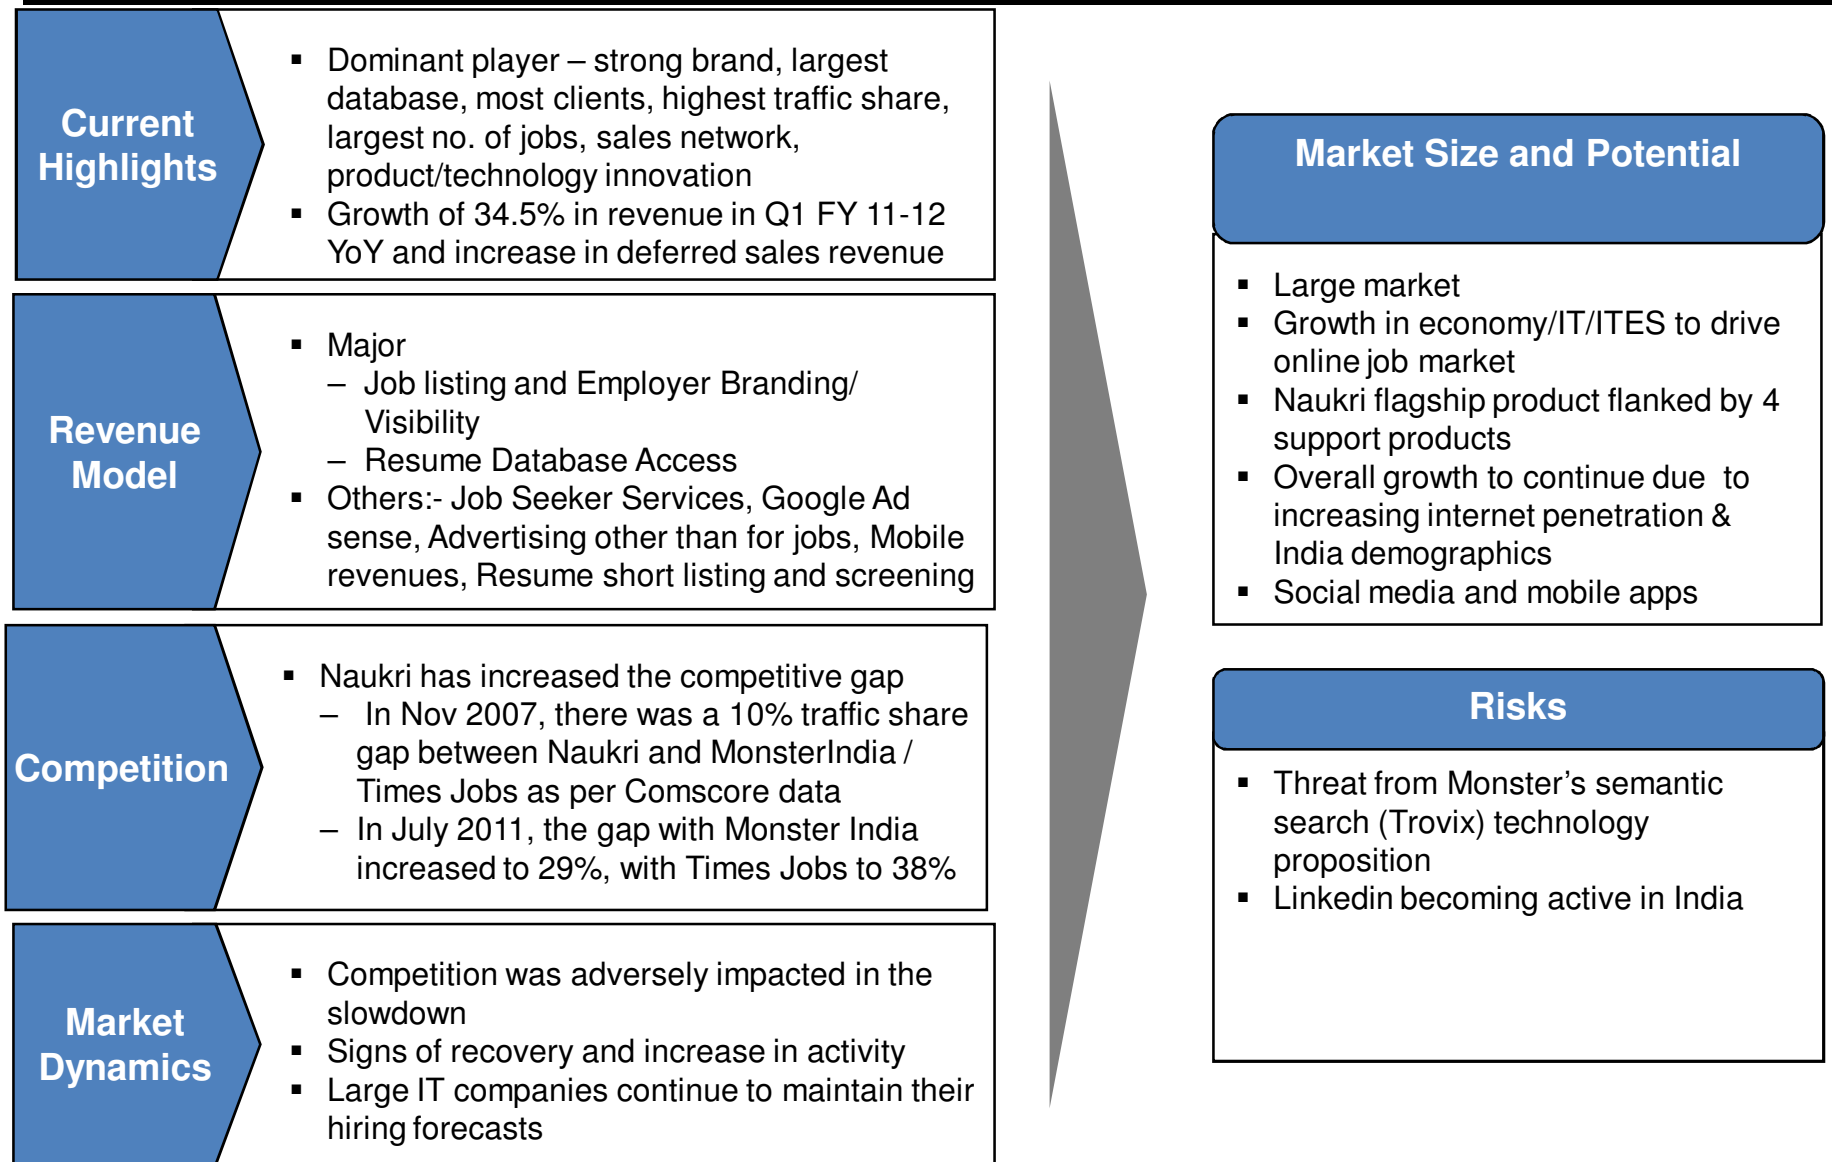 Current
Highlights
▪ Dominant player – strong brand, largest
database, most clients, highest traffic share,
largest no. of jobs, sales network,
product/technology innovation
▪ Growth of 34.5% in revenue in Q1 FY 11-12
YoY and increase in deferred sales revenue
Revenue
Model
▪ Major
– Job listing and Employer Branding/
Visibility
– Resume Database Access
▪ Others:- Job Seeker Services, Google Ad
sense, Advertising other than for jobs, Mobile
revenues, Resume short listing and screening
Competition
▪ Naukri has increased the competitive gap
– In Nov 2007, there was a 10% traffic share
gap between Naukri and MonsterIndia /
Times Jobs as per Comscore data
– In July 2011, the gap with Monster India
increased to 29%, with Times Jobs to 38%
Market
Dynamics
▪ Competition was adversely impacted in the
slowdown
▪ Signs of recovery and increase in activity
▪ Large IT companies continue to maintain their
hiring forecasts
Market Size and Potential
▪ Large market
▪ Growth in economy/IT/ITES to drive
online job market
▪ Naukri flagship product flanked by 4
support products
▪ Overall growth to continue due to
increasing internet penetration &
India demographics
▪ Social media and mobile apps
Risks
▪ Threat from Monster’s semantic
search (Trovix) technology
proposition
▪ Linkedin becoming active in India